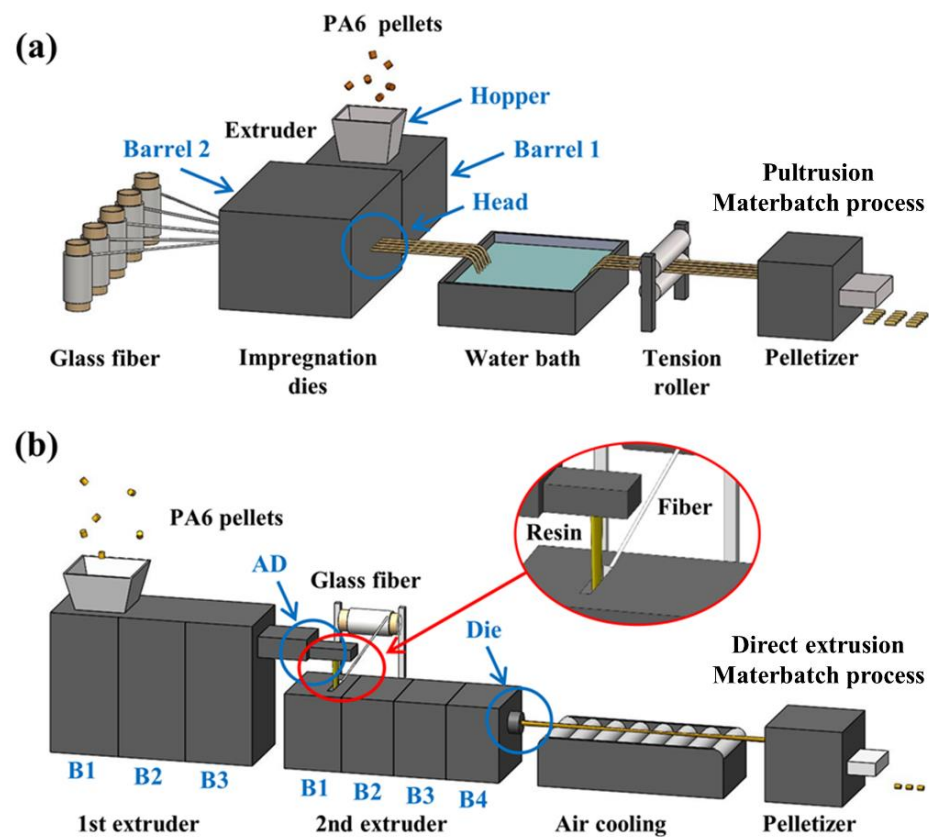 (a)
PA6 pellets
Hopper
Extruder
Barrel 2
Barrel 1
Head
Pultrusion
Materbatch process
Glass fiber
Impregnation
dies
Water bath
Tension
roller
Pelletizer
(b)
PA6 pellets
AD
Glass fiber
Resin
Fiber
Die
Direct extrusion
Materbatch process
B1
B2
B3
B1
B2
B3
B4
1st extruder
2nd extruder
Air cooling
Pelletizer